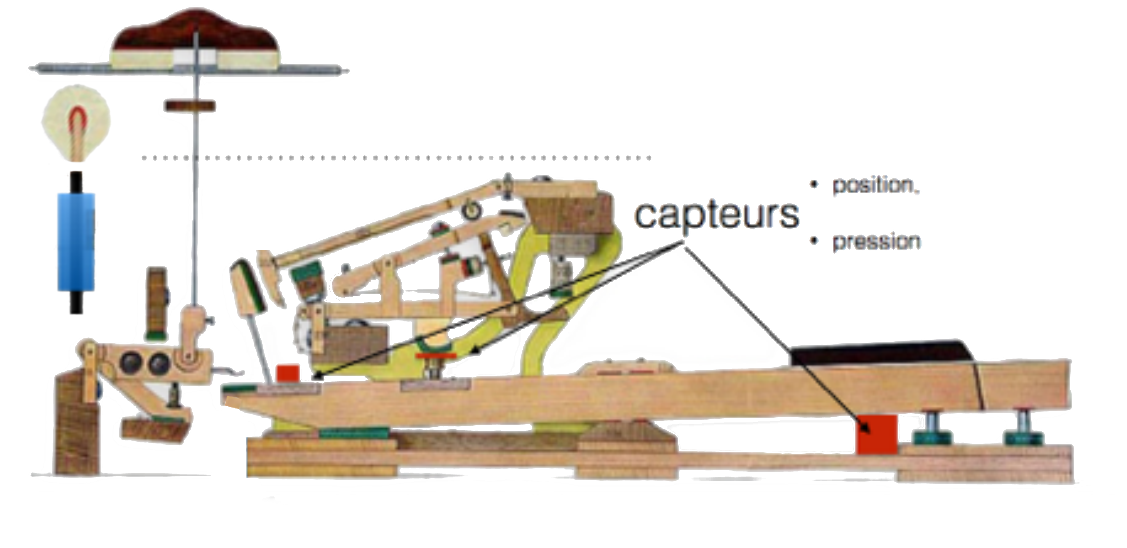 capteurs
• position,
• pression